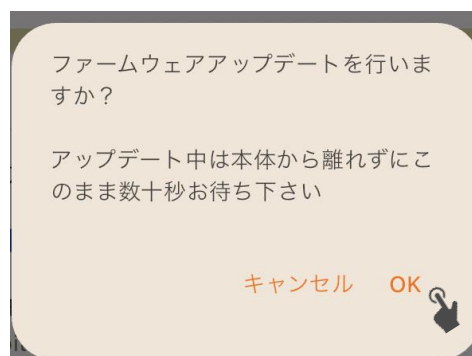 ファームウェアアップデートを行いま
すか？
アップデート中は本体から離れずにこ
のまま数十秒お待ち下さい
キャンセル OK